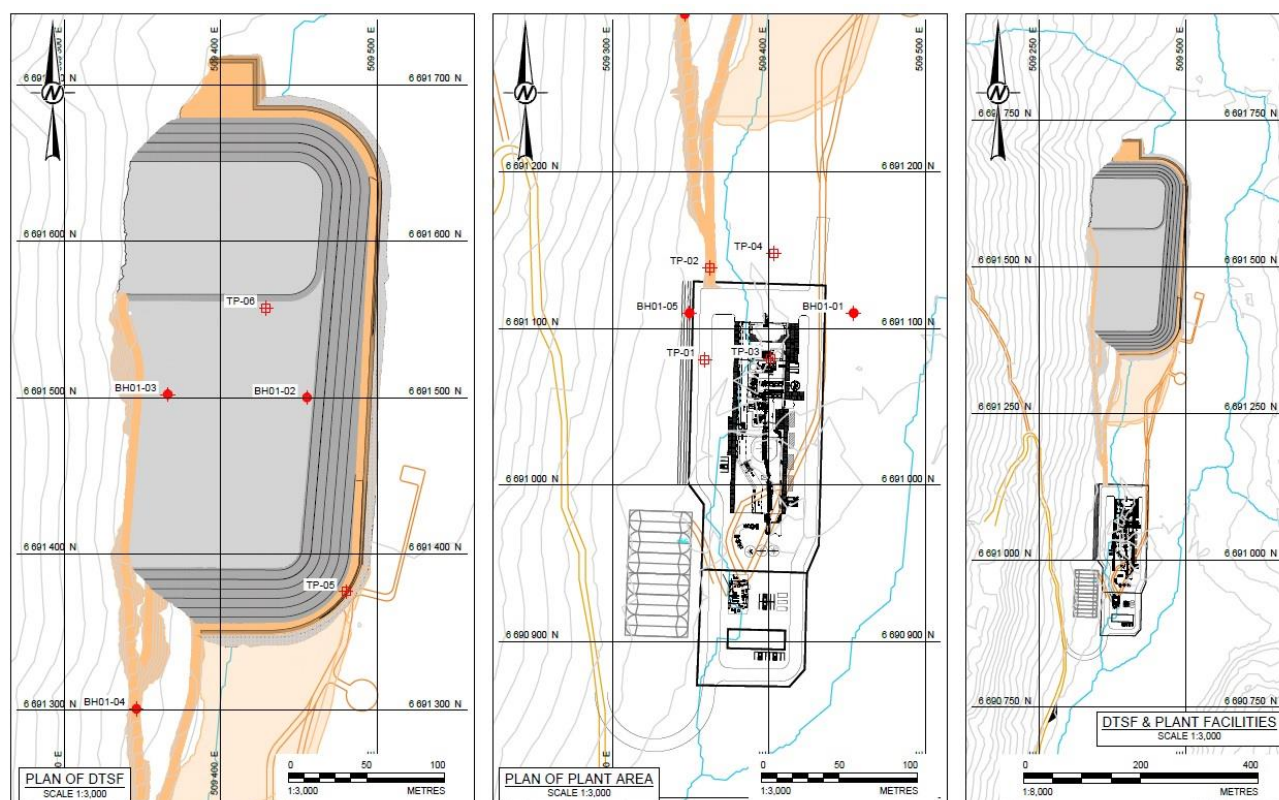 509 400 E
509 500 E
N
6 691 700 N
6 691 600 N
TP-06
BH01-03
BH01-02
6 691 500 N
6 691 500 N
6 691 400 N
6 691 400 N
TP-05
BH01-04
6 691 300 N
6 691 300 N
509 400 E
PLAN OF DTSF
SCALE 1:3,000
0
50
100
1:3,000
METRES
509 300 E
509 400 E
509 500 E
N
6 691 200 N
6 691 200 N
TP-04
TP-02
BH01-05
BH01-01
6 691 100 N
6 691 100 N
TP-01
TP-03
6 691 000 N
6 691 000 N
6 690 900 N
6 690 900 N
PLAN OF PLANT AREA
SCALE 1:3,000
0
50
100
1:3,000
METRES
509 250 E
509 500 E
N
6 691 750 N
6 691 750 N
6 691 500 N
6 691 500 N
6 691 250 N
6 691 250 N
6 691 000 N
6 691 000 N
6 690 750 N
6 690 750 N
DTSF & PLANT FACILITIES
SCALE 1:3,000
0
200
400
1:8,000
METRES